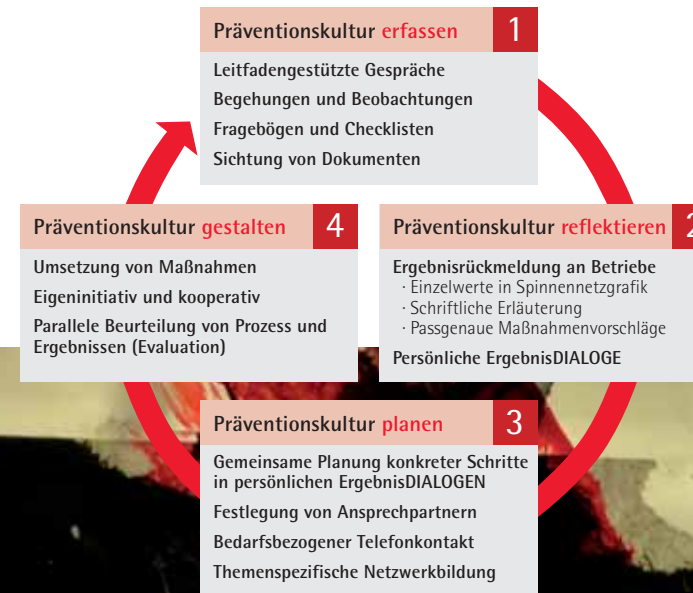 Präventionskultur erfassen 1
Leitfadengestützte Gespräche
Begehungen und Beobachtungen
Fragebögen und Checklisten
Sichtung von Dokumenten
Präventionskultur reflektieren 2
Ergebnisrückmeldung an Betriebe
· Einzelwerte in Spinnennetzgrafik
· Schriftliche Erläuterung
· Passgenaue Maßnahmenvorschläge
Persönliche ErgebnisDIALOGE
Präventionskultur planen 3
Gemeinsame Planung konkreter Schritte
in persönlichen ErgebnisDIALOGEN
Festlegung von Ansprechpartnern
Bedarfsbezogener Telefonkontakt
Themenspezifische Netzwerkbildung
Präventionskultur gestalten 4
Umsetzung von Maßnahmen
Eigeninitiativ und kooperativ
Parallele Beurteilung von Prozess und
Ergebnissen (Evaluation)